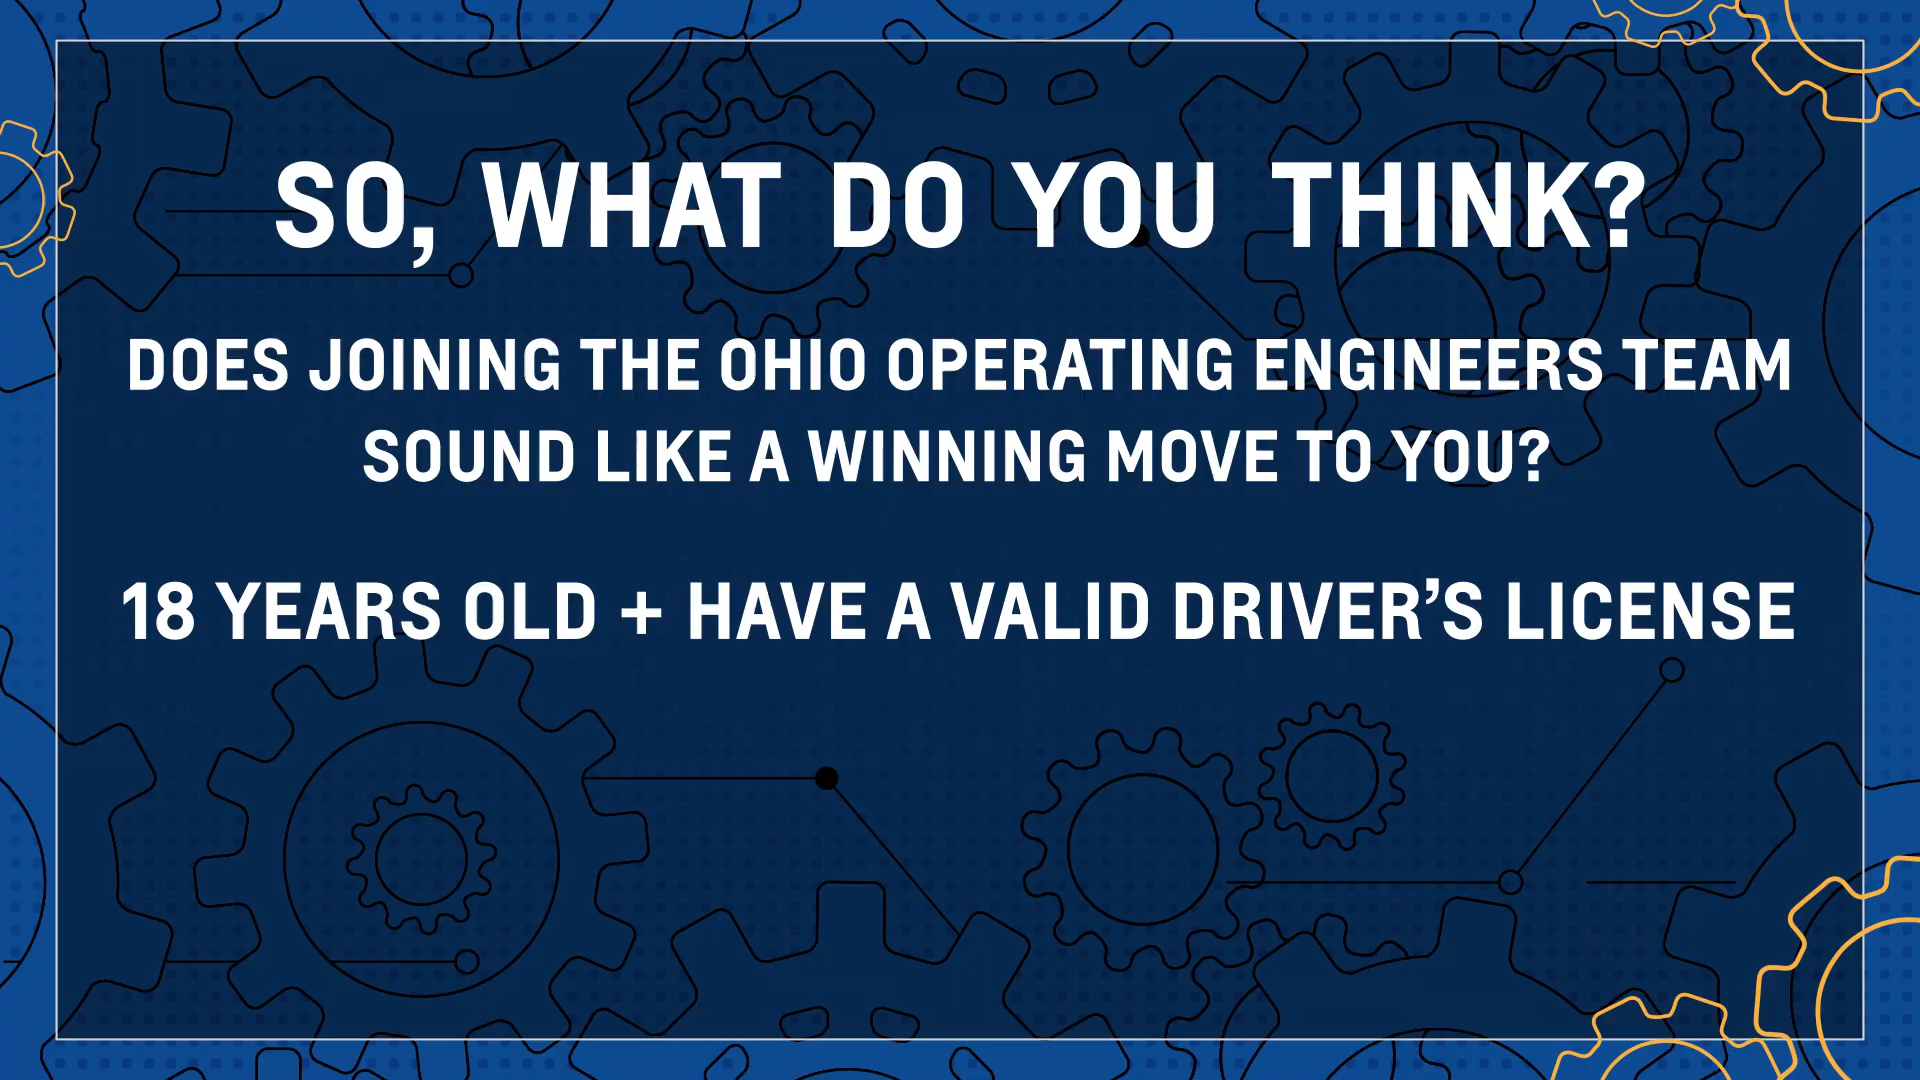 SO, WHAT DO YOU THINK?
DOES JOINING THE OHIO OPERATING ENGINEERS TEAM
SOUND LIKE A WINNING MOVE TO YOU?
18 YEARS OLD + HAVE A VALID DRIVER’S LICENSE